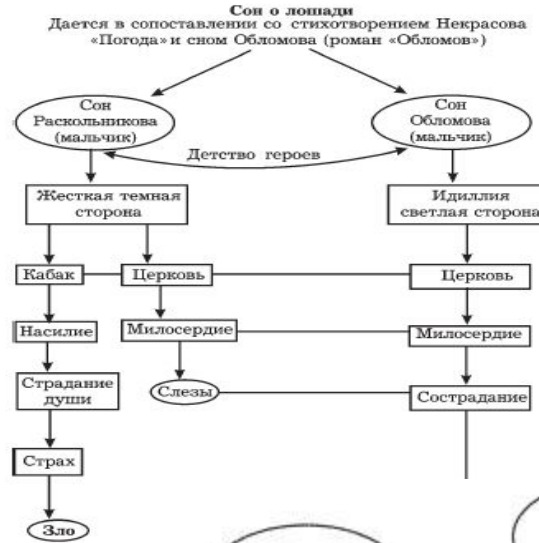 Сон о лошади
Дается в сопоставлении со стихотворением Некрасова
«Погода» и сном Обломова (роман «Обломов»)
Сон
Раскольникова
(мальчик)
Сон
Обломова
(мальчик)
Детство героев
Жесткая темная
сторона
Идиллия
светлая сторона
Кабак
Церковь
Церковь
Насилие
Милосердие
Милосердие
Страдание
души
Слезы
Сострадание
Страх
Зло